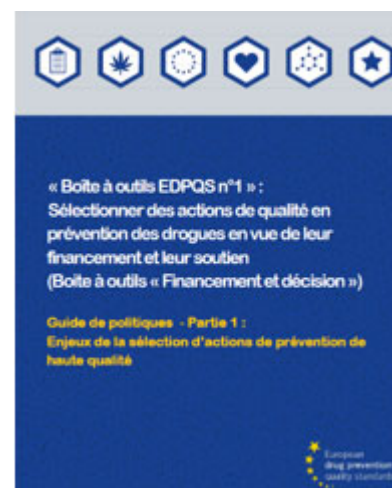 « Boîte à outils EDPQS n°1 » :
Sélectionner des actions de qualité en
prévention des drogues en vue de leur
financement et leur soutien
(Boite à outils « Financement et décision »)
Guide de politiques - Partie 1 :
Enjeux de la sélection d'actions de prévention de
haute qualité
European
drug prevention
quality standards